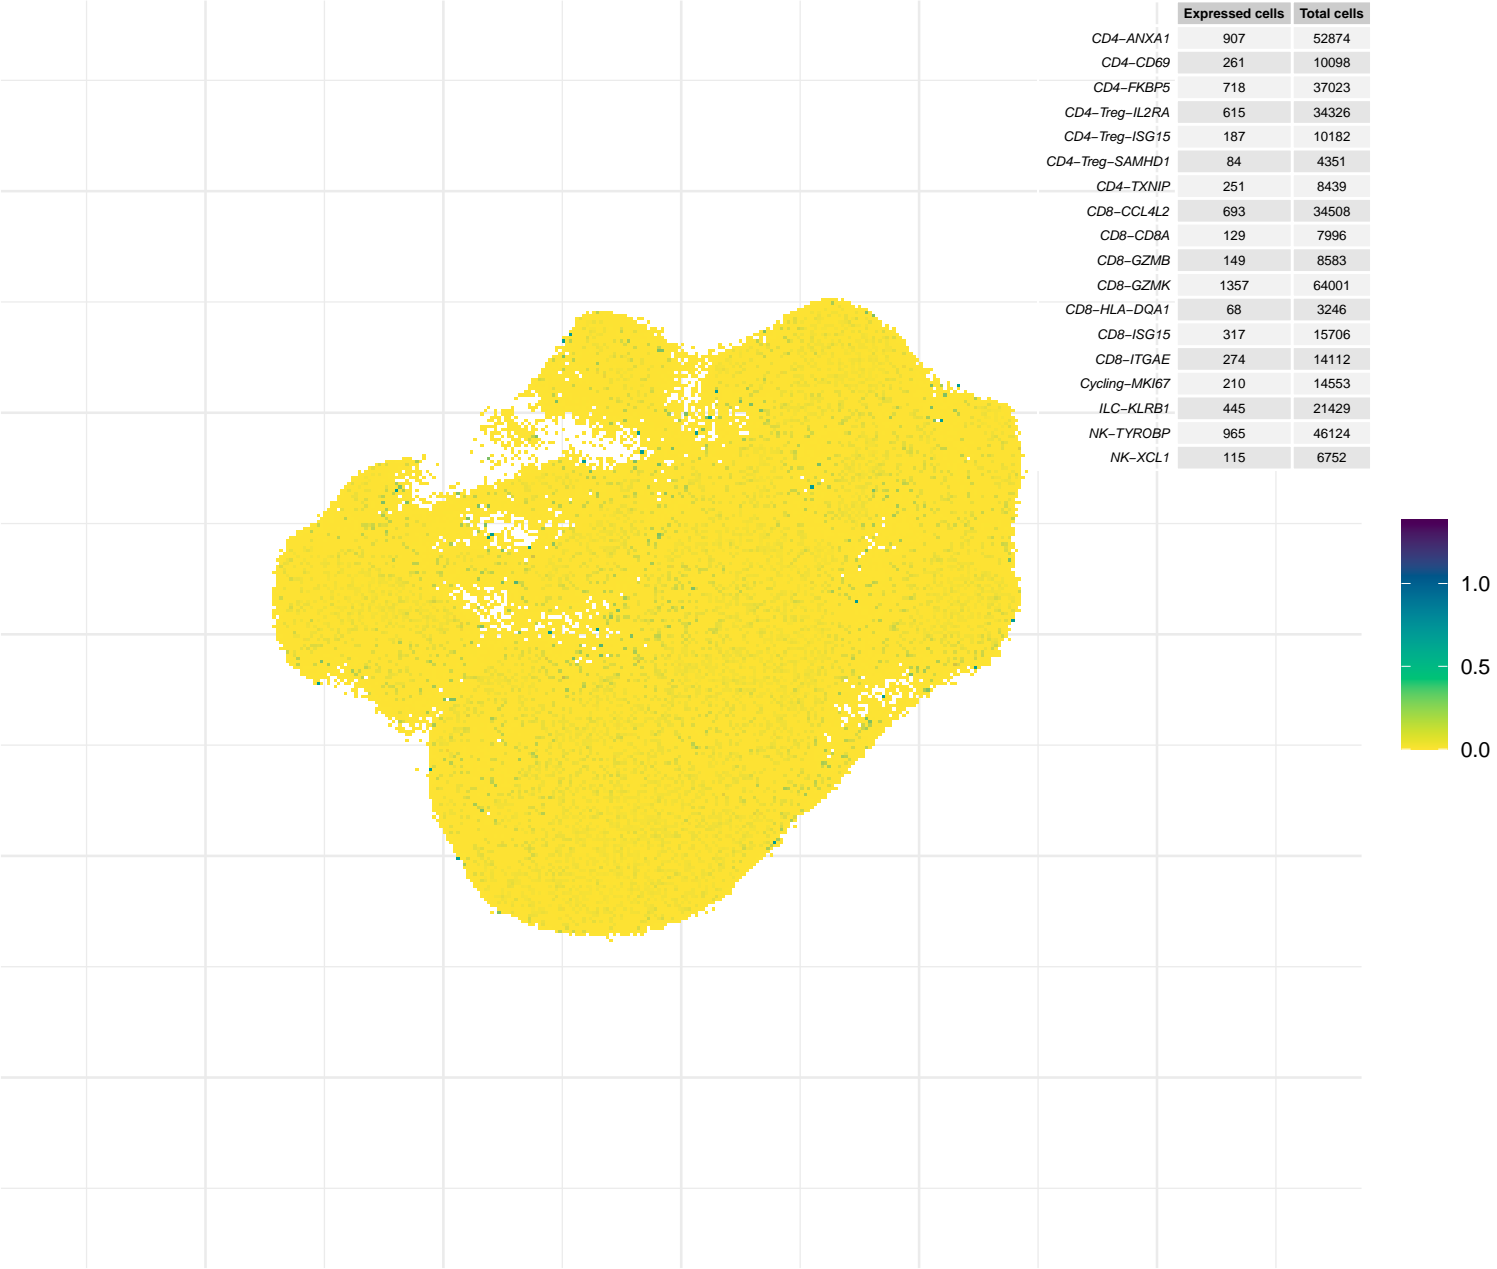 Expressed cells Total cells
CD4−ANXA1 907 52874
CD4−CD69 261 10098
CD4−FKBP5 718 37023
CD4−Treg−IL2RA 615 34326
CD4−Treg−ISG15 187 10182
CD4−Treg−SAMHD1 84 4351
CD4−TXNIP 251 8439
CD8−CCL4L2 693 34508
CD8−CD8A 129 7996
CD8−GZMB 149 8583
CD8−GZMK 1357 64001
CD8−HLA−DQA1 68 3246
CD8−ISG15 317 15706
CD8−ITGAE 274 14112
Cycling−MKI67 210 14553
ILC−KLRB1 445 21429
NK−TYROBP 965 46124
NK−XCL1 115 6752
1.0
0.5
0.0